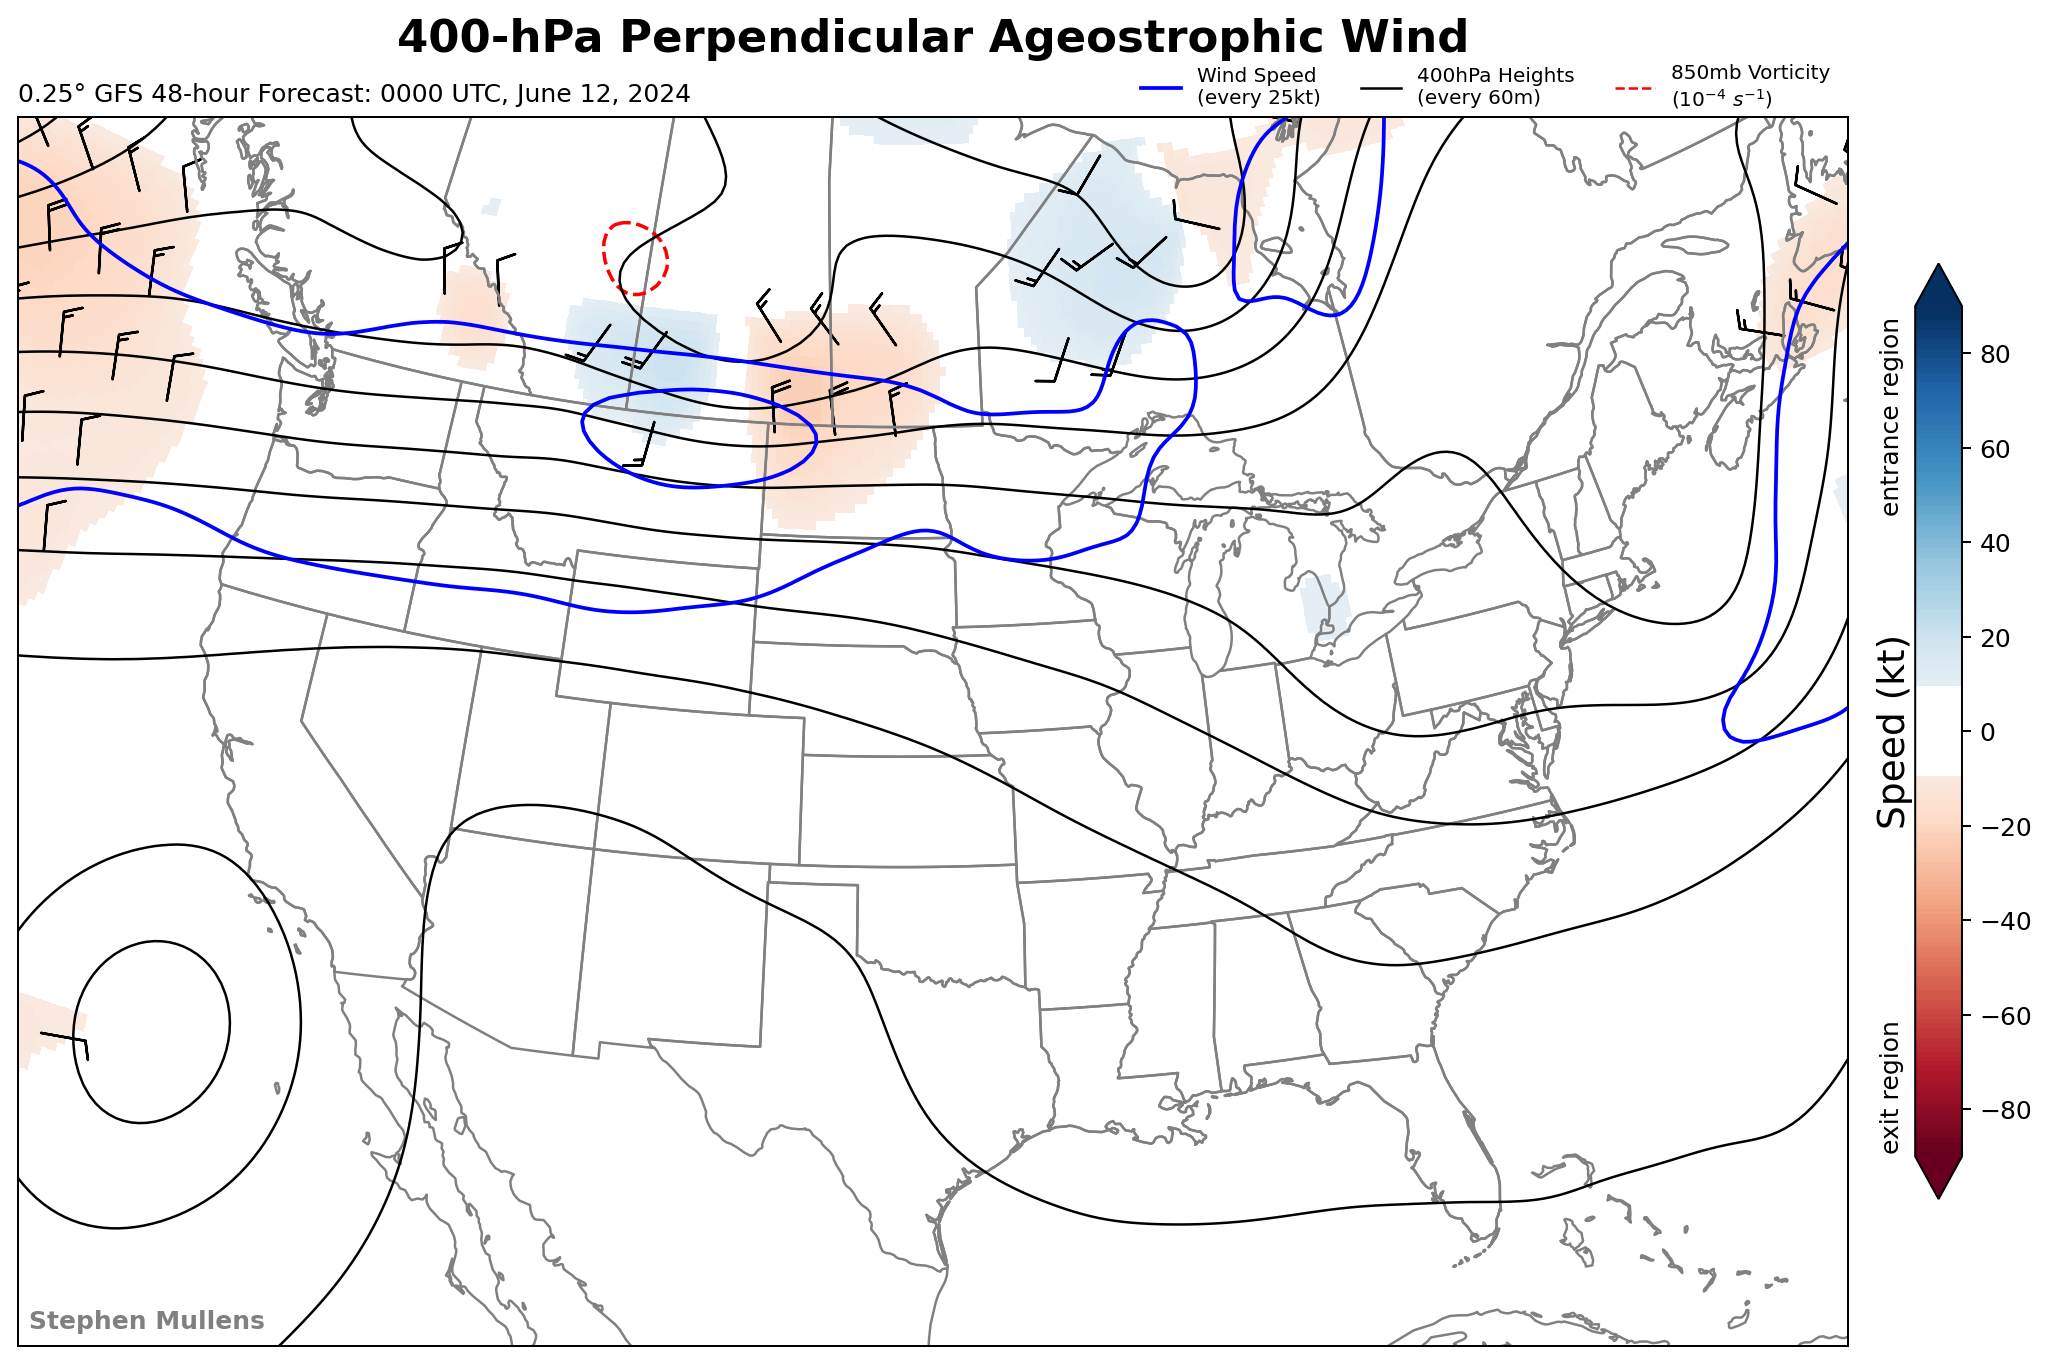 400-hPa Perpendicular Ageostrophic Wind
0.25° GFS 48-hour Forecast: 0000 UTC, June 12, 2024
Wind Speed
(every 25kt)
400hPa Heights
(every 60m)
850mb Vorticity
(10⁻⁴ s⁻¹)
entrance region
Speed (kt)
exit region
80
60
40
20
0
−20
−40
−60
−80
Stephen Mullens